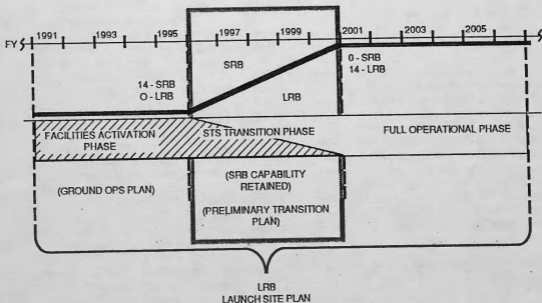 FY 1991 1993 1995 1997 1999 2001 2003 2005
SRB
14 - SRB
O - LRB
0 - SRB
14 - LRB
LRB
FACILITIES ACTIVATION
PHASE
STS TRANSITION PHASE
FULL OPERATIONAL PHASE
(GROUND OPS PLAN)
(SRB CAPABILITY
RETAINED)
(PRELIMINARY TRANSITION
PLAN)
LRB
LAUNCH SITE PLAN